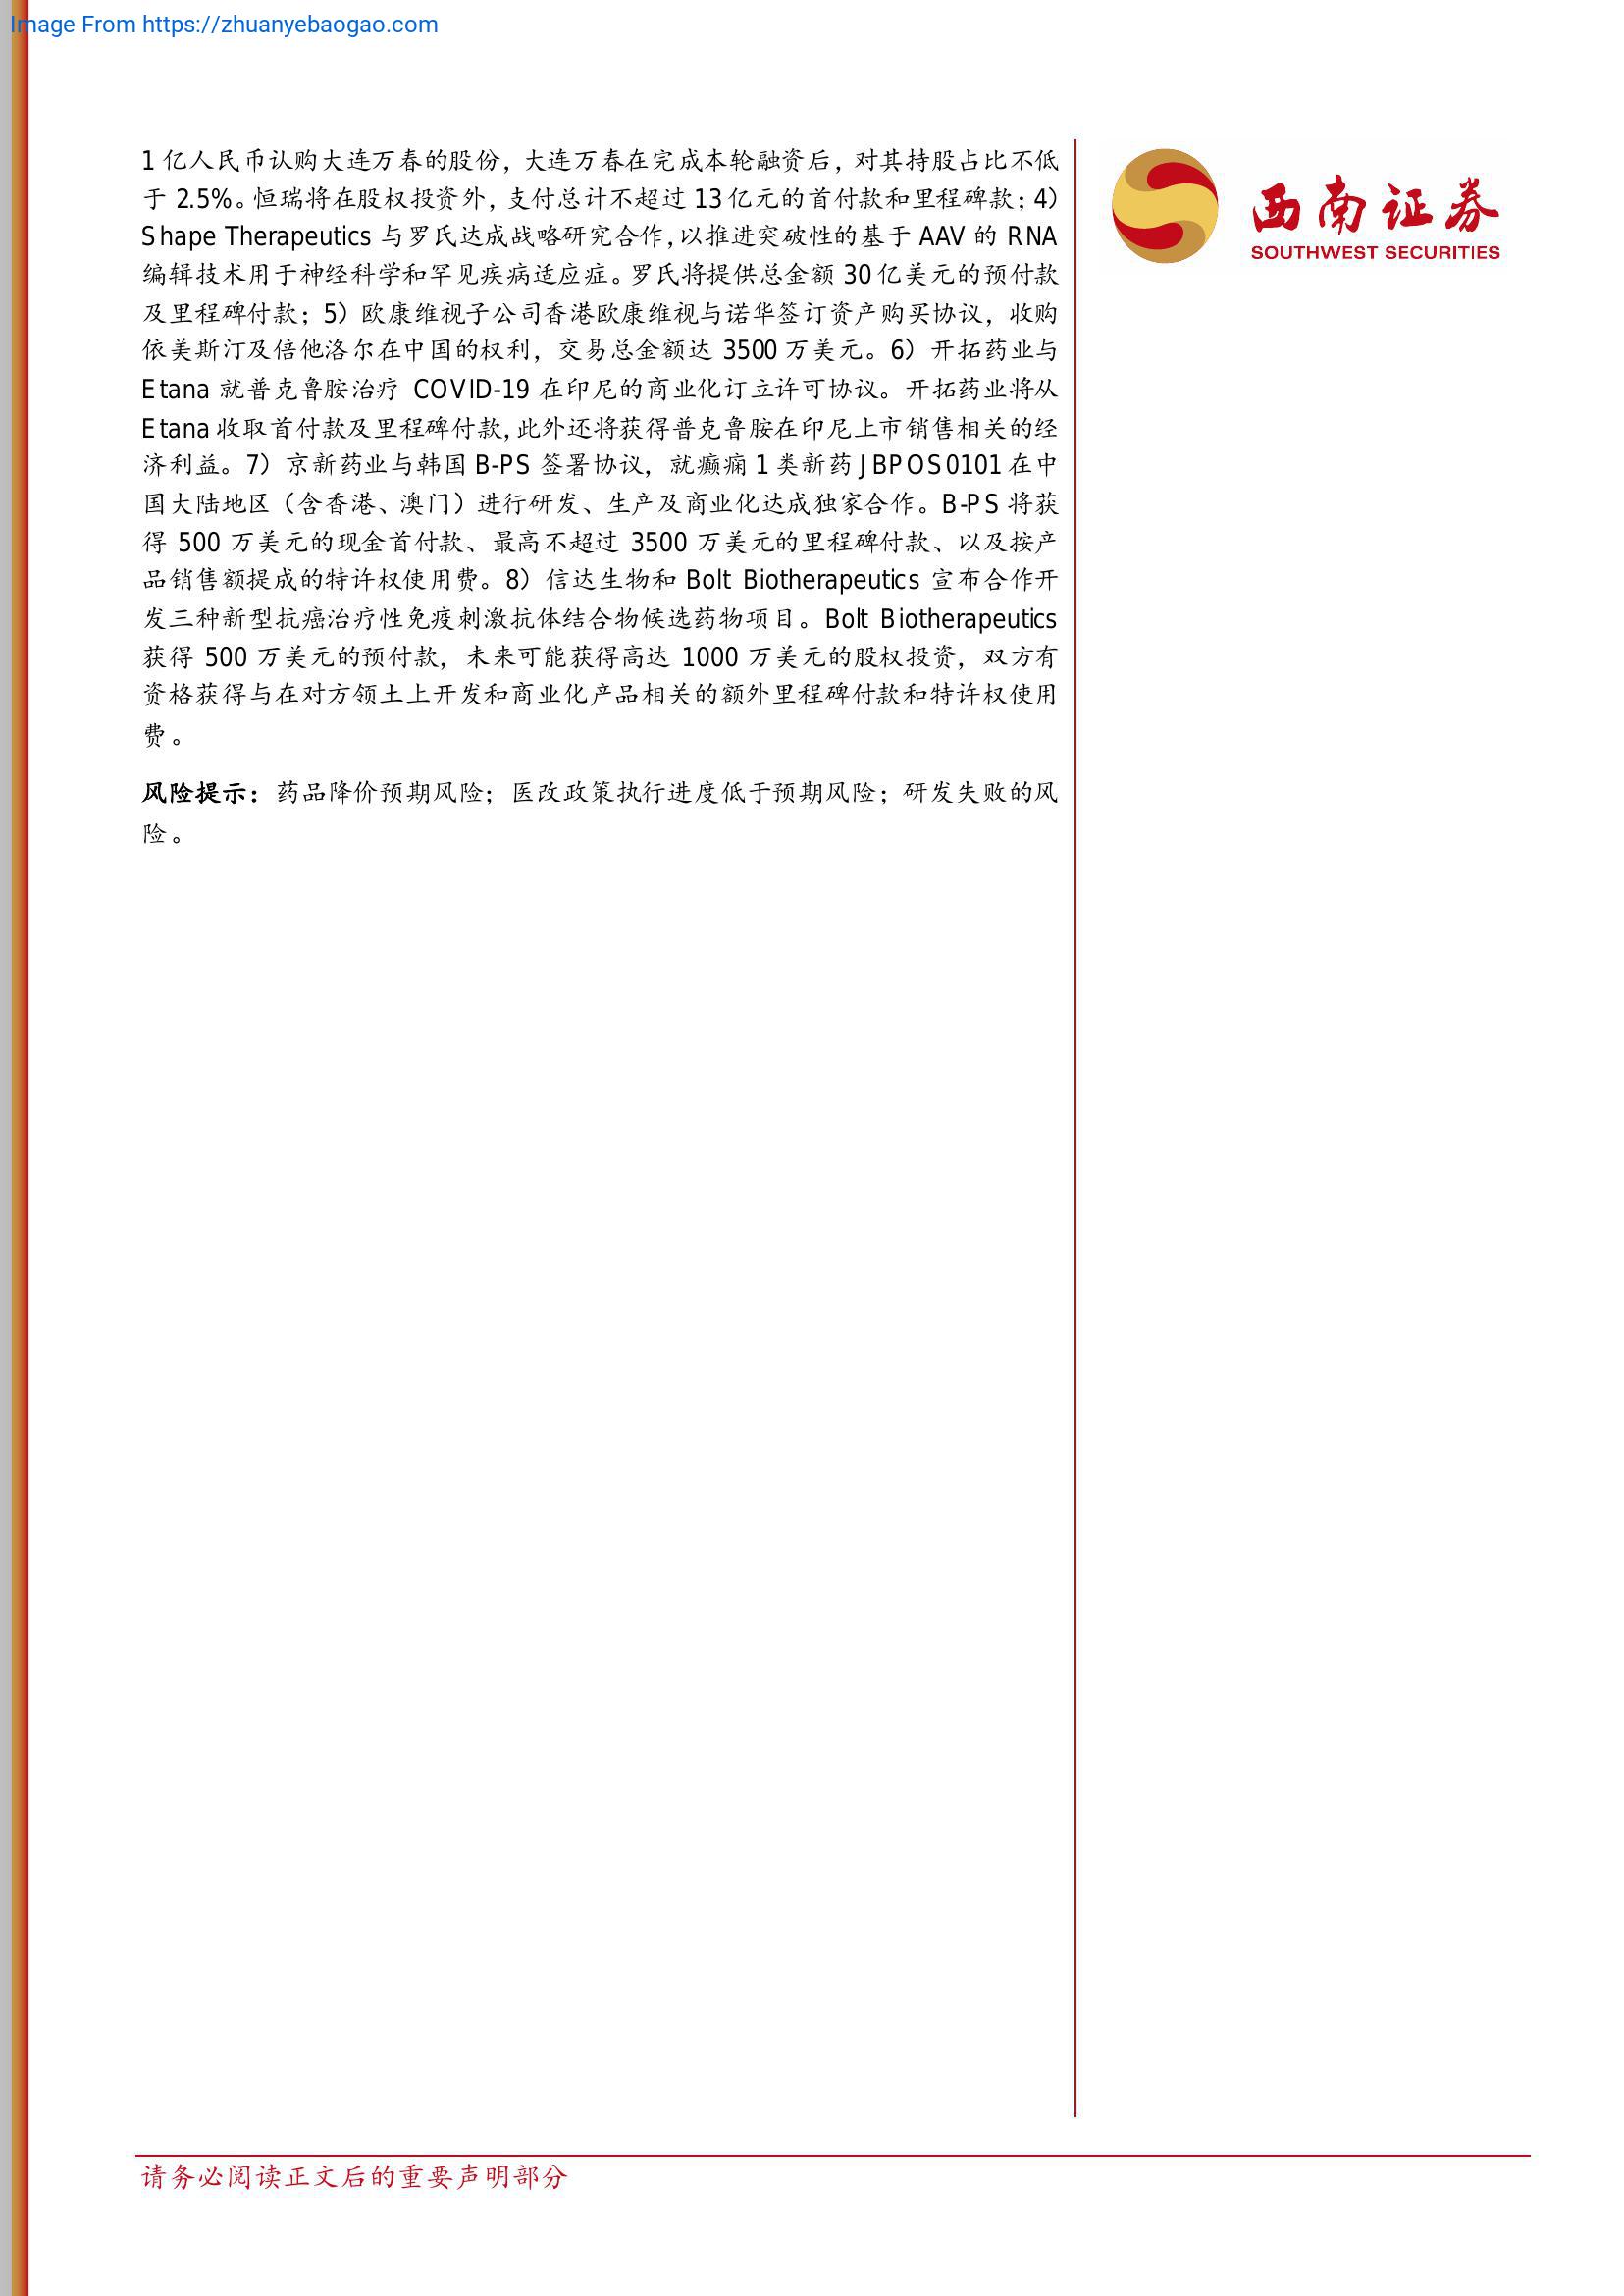 Image From https://zhuanyebaogao.com
1 亿人民币认购大连万春的股份，大连万春在完成本轮融资后，对其持股占比不低
于 2.5%。恒瑞将在股权投资外，支付总计不超过 13 亿元的首付款和里程碑款；4）
Shape Therapeutics 与罗氏达成战略研究合作，以推进突破性的基于 AAV 的 RNA
编辑技术用于神经科学和罕见疾病适应症。罗氏将提供总金额 30 亿美元的预付款
及里程碑付款；5）欧康维视子公司香港欧康维视与诺华签订资产购买协议，收购
依美斯汀及倍他洛尔在中国的权利，交易总金额达 3500 万美元。6）开拓药业与
Etana 就普克鲁胺治疗 COVID-19 在印尼的商业化订立许可协议。开拓药业将从
Etana 收取首付款及里程碑付款，此外还将获得普克鲁胺在印尼上市销售相关的经
济利益。7）京新药业与韩国 B-PS 签署协议，就癫痫 1 类新药 JBPOS0101 在中
国大陆地区（含香港、澳门）进行研发、生产及商业化达成独家合作。B-PS 将获
得 500 万美元的现金首付款、最高不超过 3500 万美元的里程碑付款、以及按产
品销售额提成的特许权使用费。8）信达生物和 Bolt Biotherapeutics 宣布合作开
发三种新型抗癌治疗性免疫刺激抗体结合物候选药物项目。Bolt Biotherapeutics
获得 500 万美元的预付款，未来可能获得高达 1000 万美元的股权投资，双方有
资格获得与在对方领土上开发和商业化产品相关的额外里程碑付款和特许权使用
费。
风险提示：药品降价预期风险；医改政策执行进度低于预期风险；研发失败的风
险。
西南证券
SOUTHWEST SECURITIES
请务必阅读正文后的重要声明部分